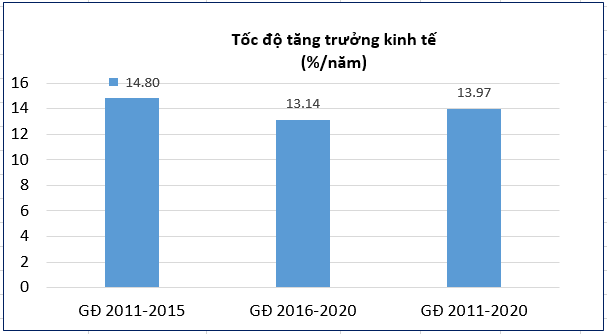 Tốc độ tăng trưởng kinh tế
(%/năm)
14.80
13.14
13.97
16
14
12
10
8
6
4
2
0
GĐ 2011-2015
GĐ 2016-2020
GĐ 2011-2020